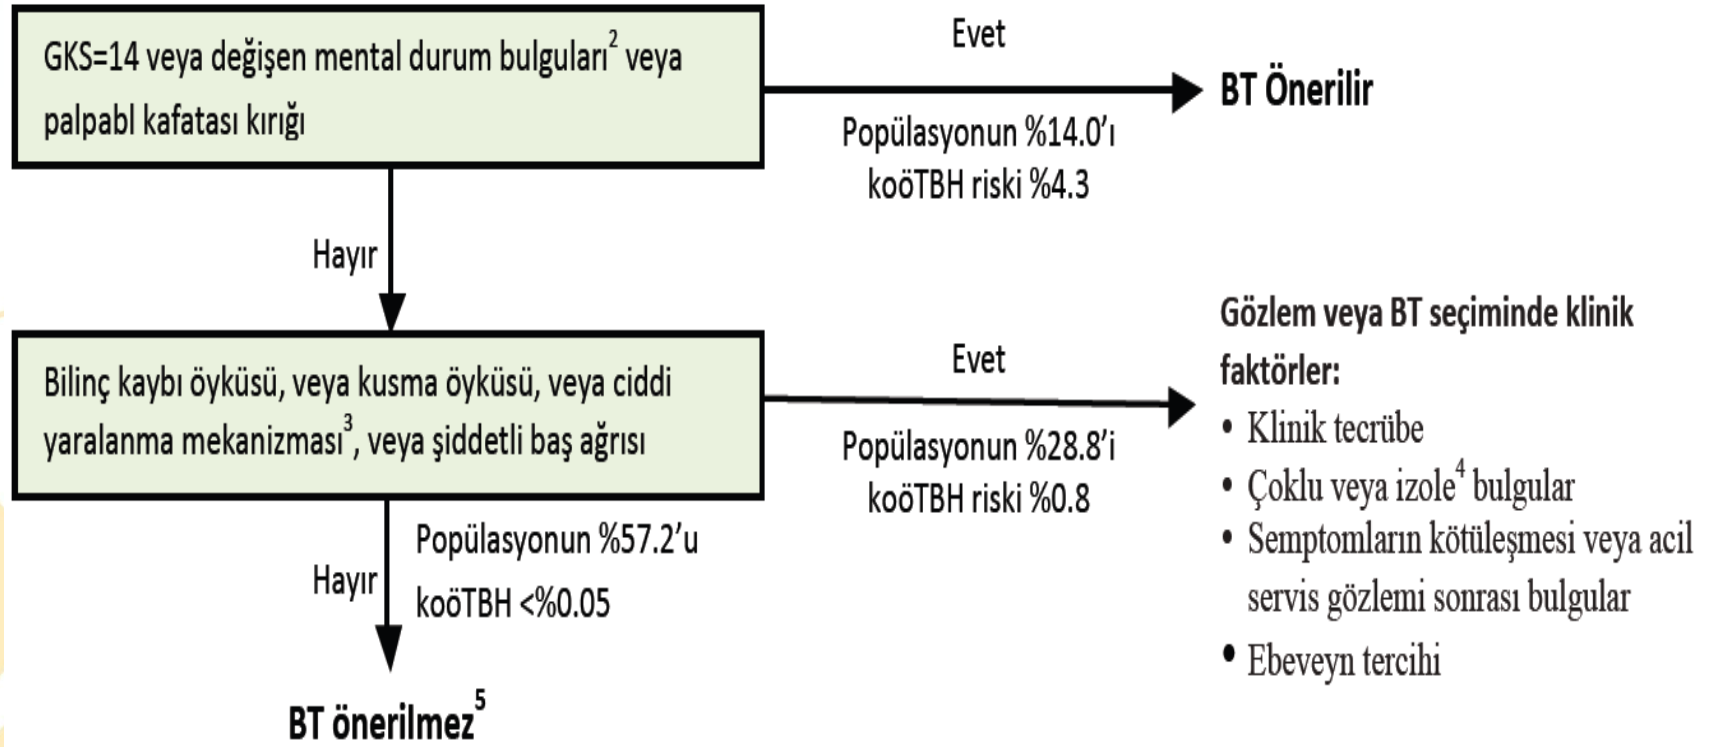 GKS=14 veya değişen mental durum bulguları² veya
palpabl kafatası kırığı
Evet
Popülasyonun %14.0’ı
koöTBH riski %4.3
BT Önerilir
Hayır
Bilinç kaybı öyküsü, veya kusma öyküsü, veya ciddi
yaralanma mekanizması³, veya şiddetli baş ağrısı
Evet
Popülasyonun %28.8’i
koöTBH riski %0.8
Gözlem veya BT seçiminde klinik
faktörler:
• Klinik tecrübe
• Çoklu veya izole⁴ bulgular
• Semptomların kötüleşmesi veya acil
servis gözlemi sonrası bulgular
• Ebeveyn tercihi
Hayır
Popülasyonun %57.2’u
koöTBH <%0.05
BT önerilmez⁵